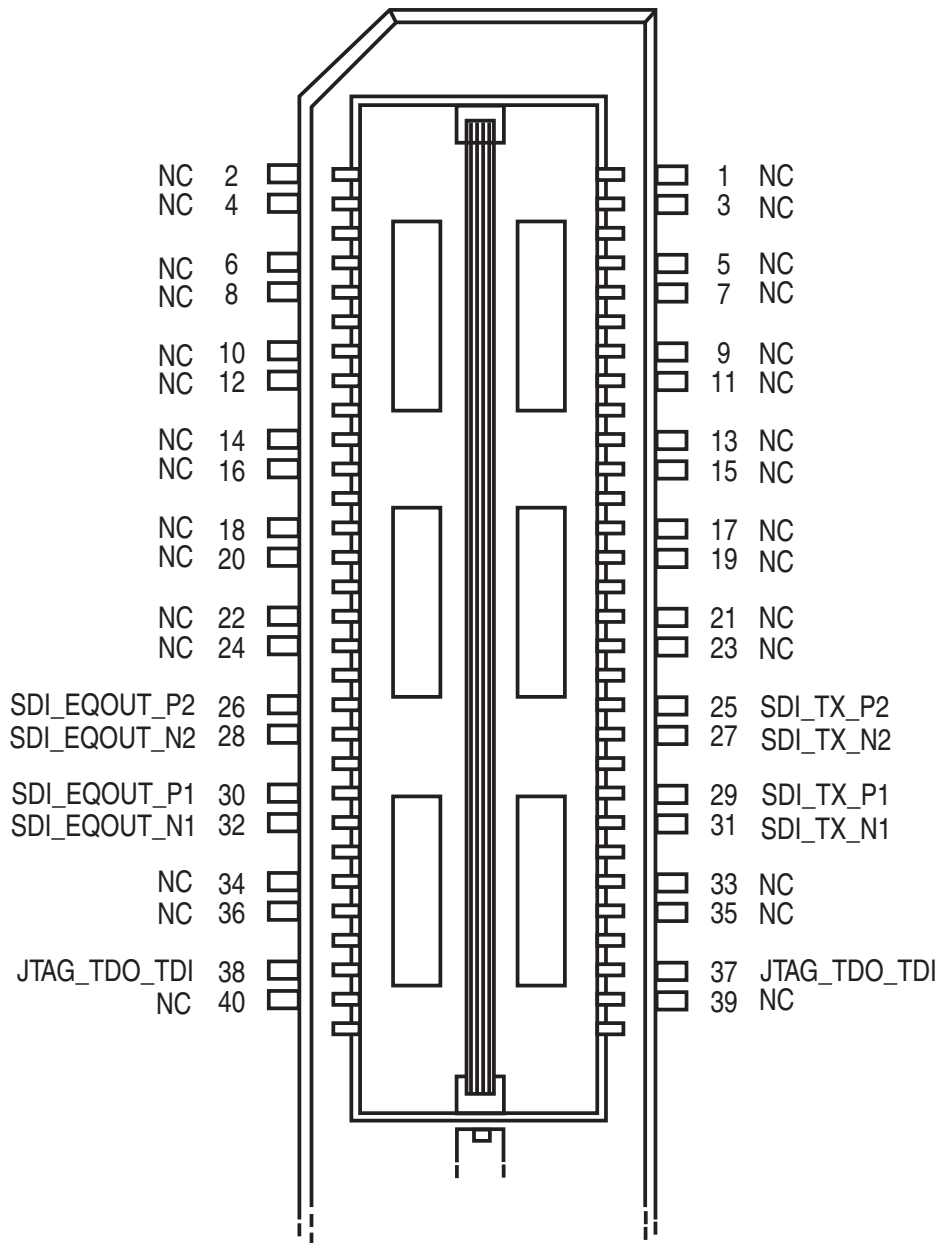 NC 2 1 NC
NC 4 3 NC
NC 6 5 NC
NC 8 7 NC
NC 10 9 NC
NC 12 11 NC
NC 14 13 NC
NC 16 15 NC
NC 18 17 NC
NC 20 19 NC
NC 22 21 NC
NC 24 23 NC
SDI_EQOUT_P2 26 25 SDI_TX_P2
SDI_EQOUT_N2 28 27 SDI_TX_N2
SDI_EQOUT_P1 30 29 SDI_TX_P1
SDI_EQOUT_N1 32 31 SDI_TX_N1
NC 34 33 NC
NC 36 35 NC
JTAG_TDO_TDI 38 37 JTAG_TDO_TDI
NC 40 39 NC